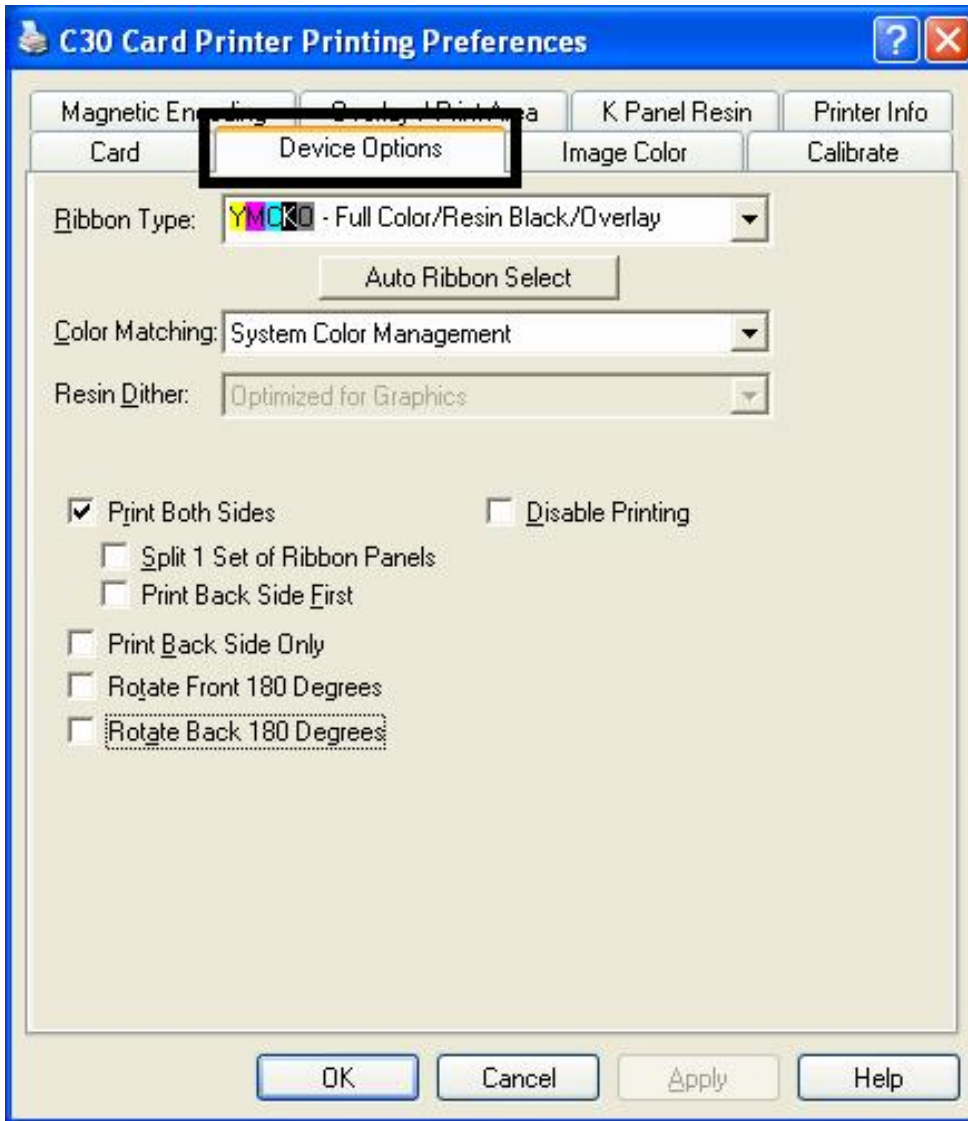 C30 Card Printer Printing Preferences
Magnetic Encoding Overlay / Print Area K Panel Resin Printer Info
Card Device Options Image Color Calibrate
Ribbon Type: YMCKO - Full Color/Resin Black/Overlay
Auto Ribbon Select
Color Matching: System Color Management
Resin Dither: Optimized for Graphics
Print Both Sides Disable Printing
Split 1 Set of Ribbon Panels
Print Back Side First
Print Back Side Only
Rotate Front 180 Degrees
Rotate Back 180 Degrees
OK Cancel Apply Help